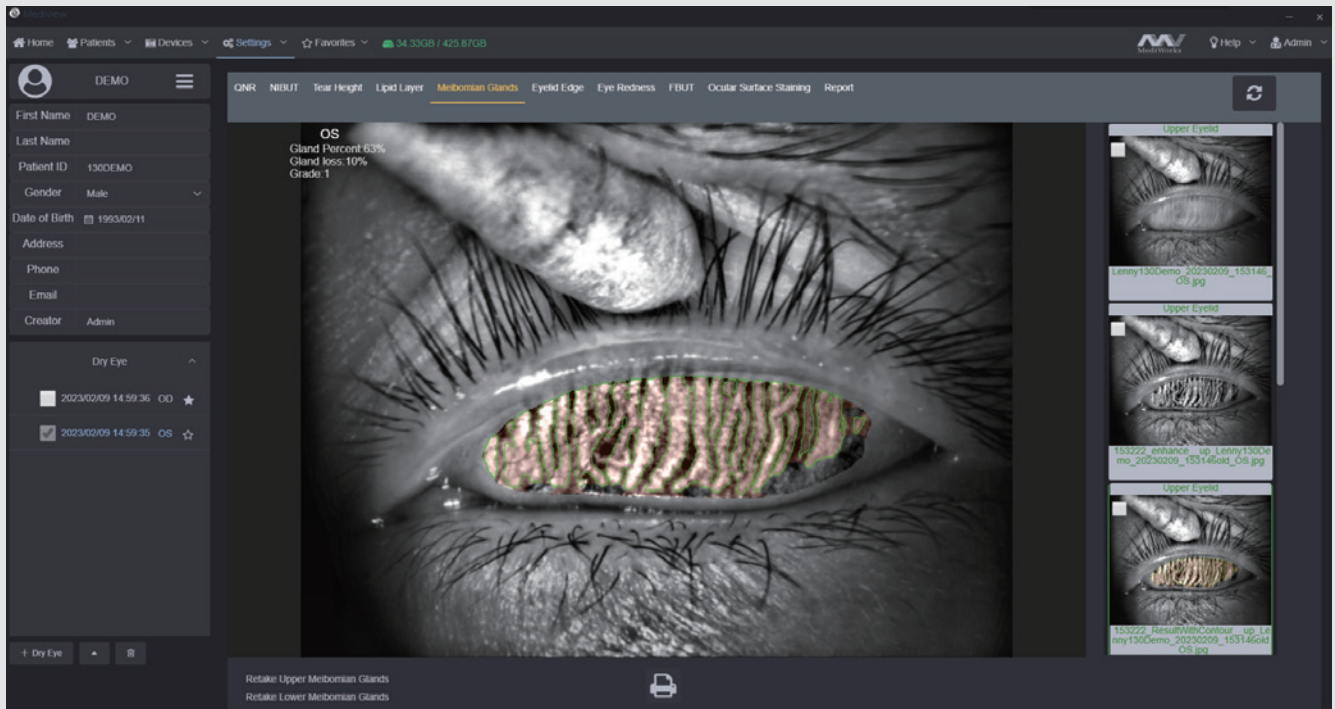 Mediview
Home Patients Devices Settings Favorites 34.33GB / 425.87GB MediWorks Help Admin
DEMO
First Name DEMO
Last Name
Patient ID 130DEMO
Gender Male
Date of Birth 1993/02/11
Address
Phone
Email
Creator Admin
Dry Eye
2023/02/09 14:59:36 OD
2023/02/09 14:59:35 OS
+ Dry Eye
QNR NIBUT Tear Height Lipid Layer Meibomian Glands Eyelid Edge Eye Redness FBUT Ocular Surface Staining Report
OS
Gland Percent:63%
Gland loss:10%
Grade:1
Upper Eyelid
Lenny130Demo_20230209_153146_
OS.jpg
Upper Eyelid
153222_enhance__up_Lenny130De
mo_20230209_153146old_OS.jpg
Upper Eyelid
153222_ResultWithContour__up_Le
nny130Demo_20230209_153146old_
OS.jpg
Retake Upper Meibomian Glands
Retake Lower Meibomian Glands